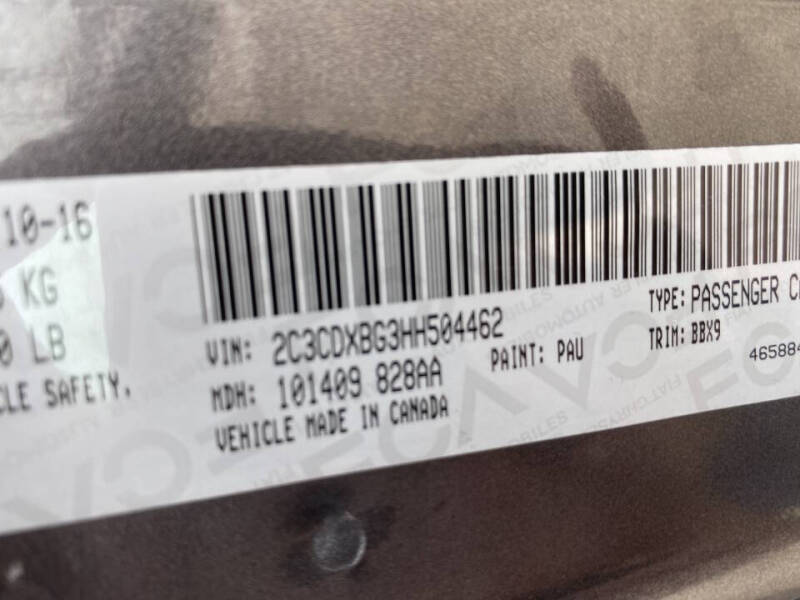 10-16
KG
LB
CLE SAFETY.
VIN: 2C3CDXBG3HH504462
MDH: 101409 828AA
VEHICLE MADE IN CANADA
PAINT: PAU
TYPE: PASSENGER
TRIM: BBX9
46588